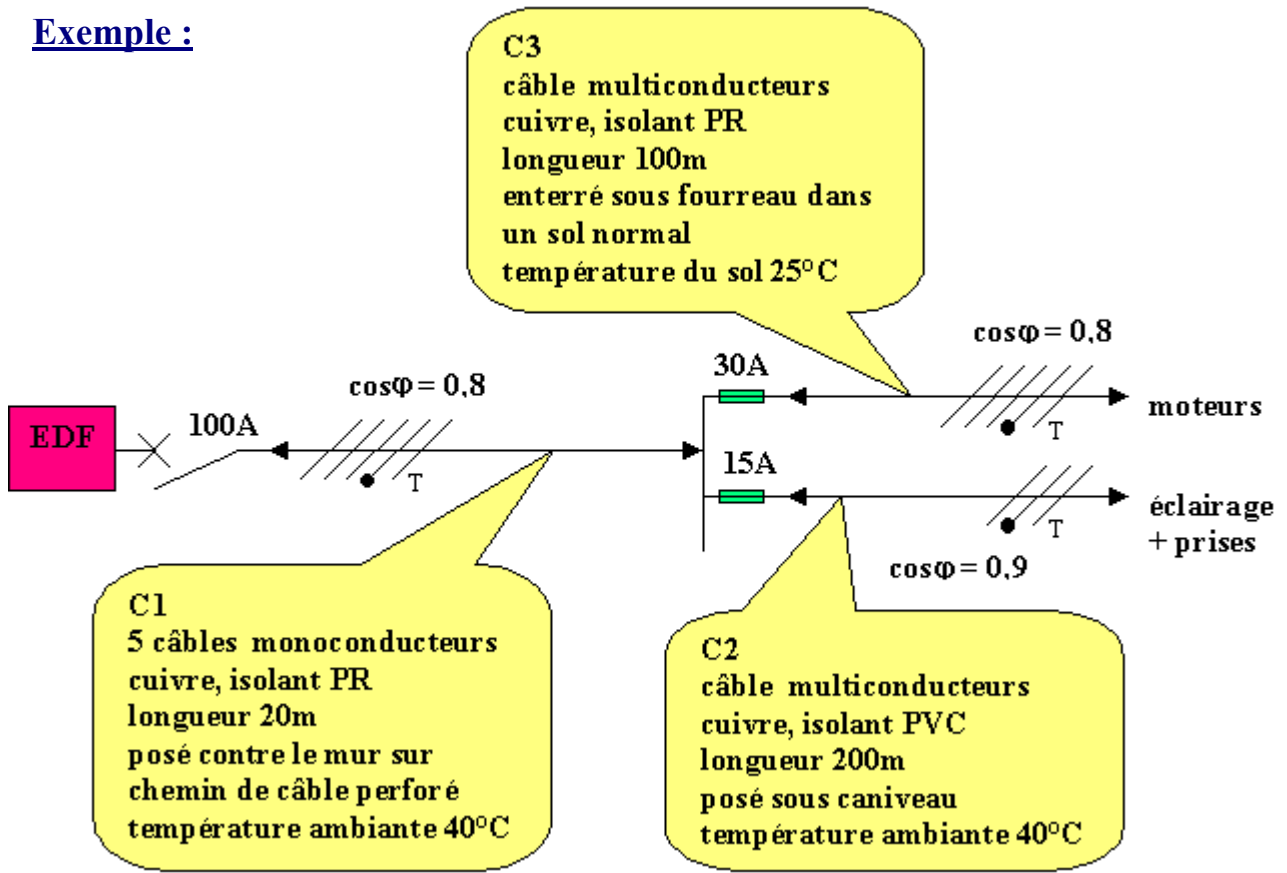 Exemple :
C3
câble multiconducteurs
cuivre, isolant PR
longueur 100m
enterré sous fourreau dans
un sol normal
température du sol 25°C
cosφ = 0,8
30A
cosφ = 0,8
moteurs
EDF
100A
T
T
15A
éclairage
+ prises
T
cosφ = 0,9
C1
5 câbles monoconducteurs
cuivre, isolant PR
longueur 20m
posé contre le mur sur
chemin de câble perforé
température ambiante 40°C
C2
câble multiconducteurs
cuivre, isolant PVC
longueur 200m
posé sous caniveau
température ambiante 40°C